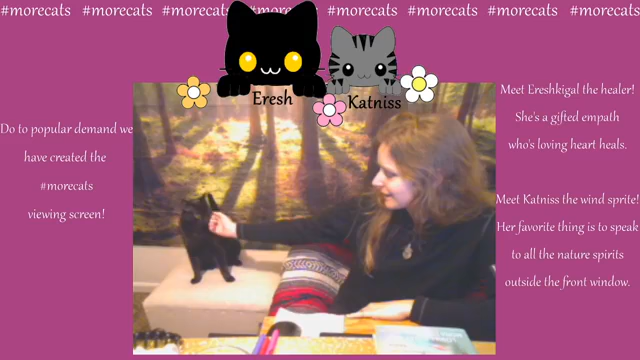 #morecats #morecats #morecats #morecats #morecats #morecats #morecats #morecats
Eresh
Katniss
Do to popular demand we
have created the
#morecats
viewing screen!
Meet Ereshkigal the healer!
She's a gifted empath
who's loving heart heals.
Meet Katniss the wind sprite!
Her favorite thing is to speak
to all the nature spirits
outside the front window.